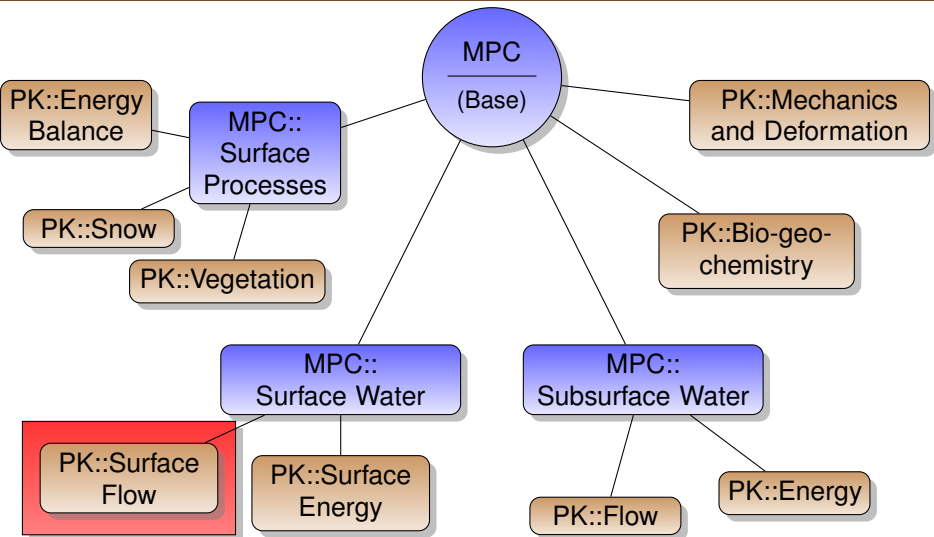 MPC
(Base)
PK::Energy
Balance
MPC::
Surface
Processes
PK::Mechanics
and Deformation
PK::Snow
PK::Vegetation
PK::Bio-geo-
chemistry
MPC::
Surface Water
MPC::
Subsurface Water
PK::Surface
Flow
PK::Surface
Energy
PK::Flow
PK::Energy